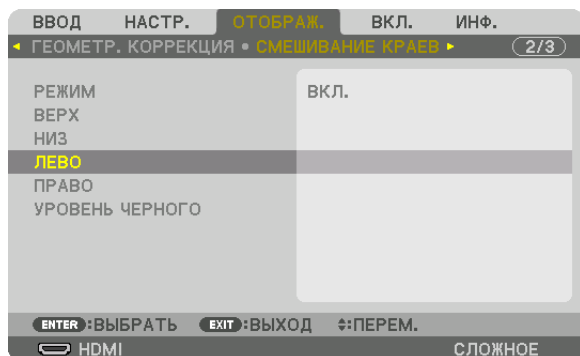 ВВОД НАСТР. ОТОБРАЖ. ВКЛ. ИНФ.
ГЕОМЕТР. КОРРЕКЦИЯ • СМЕШИВАНИЕ КРАЕВ 2/3
РЕЖИМ ВКЛ.
ВЕРХ
НИЗ
ЛЕВО
ПРАВО
УРОВЕНЬ ЧЕРНОГО
ENTER :ВЫБРАТЬ EXIT :ВЫХОД :ПЕРЕМ.
HDMI СЛОЖНОЕ